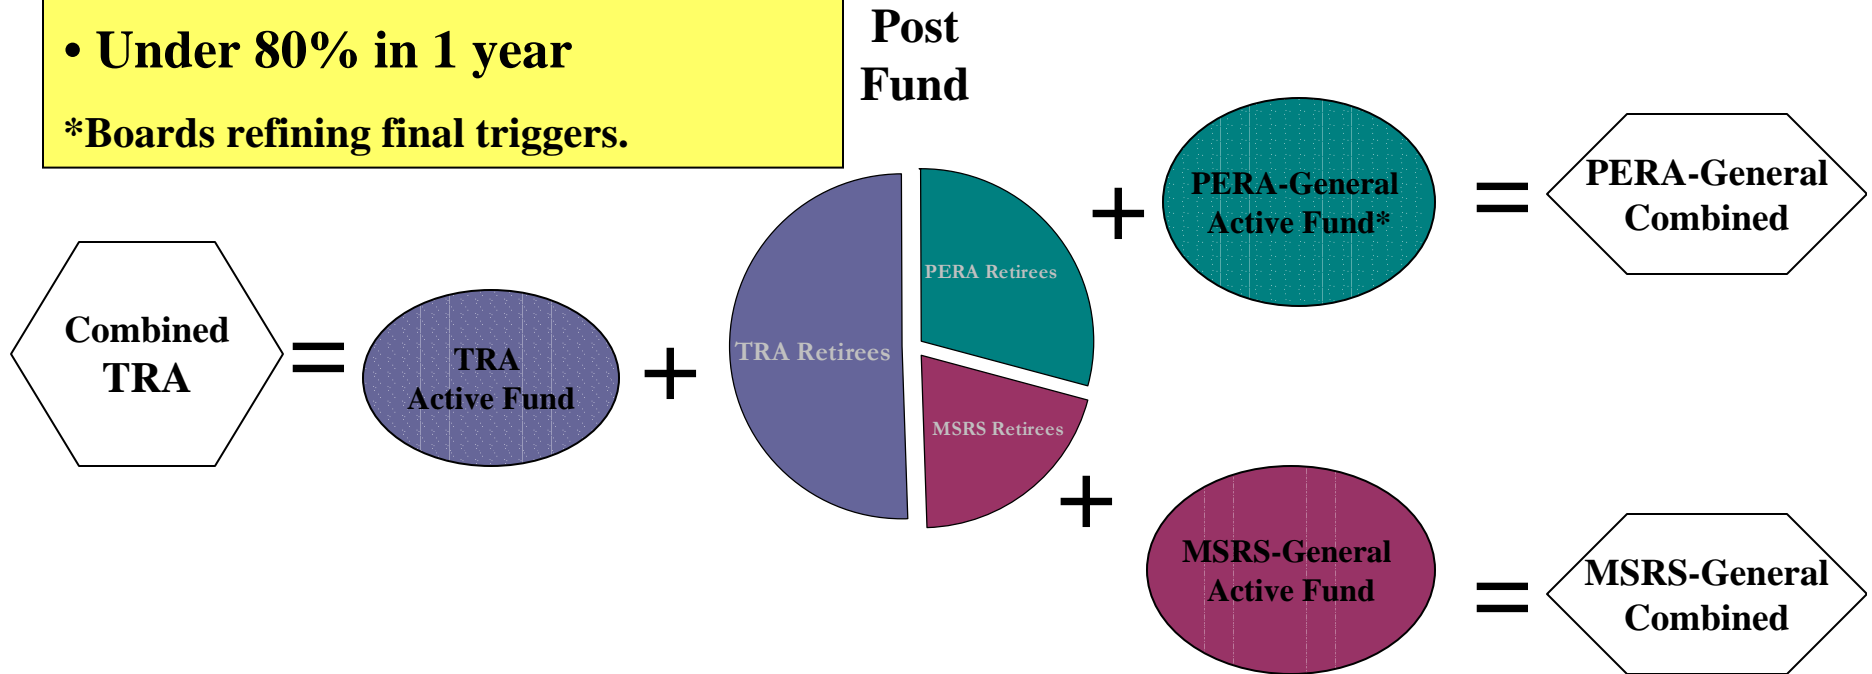 • Under 80% in 1 year
*Boards refining final triggers.
Post
Fund
PERA-General
Active Fund*
=
PERA-General
Combined
+
PERA Retirees
Combined
TRA
=
TRA
Active Fund
+
TRA Retirees
MSRS Retirees
+
MSRS-General
Active Fund
=
MSRS-General
Combined